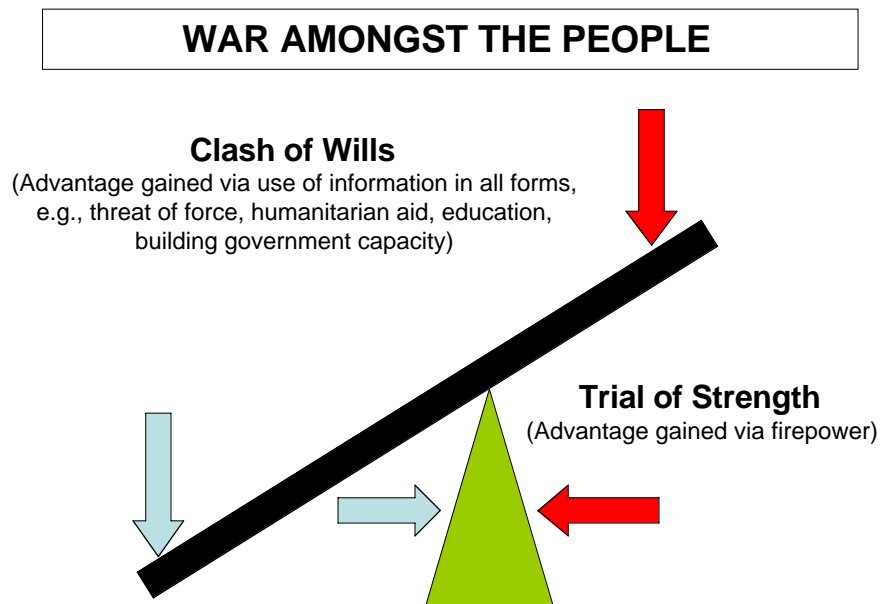 WAR AMONGST THE PEOPLE
Clash of Wills
(Advantage gained via use of information in all forms,
e.g., threat of force, humanitarian aid, education,
building government capacity)
Trial of Strength
(Advantage gained via firepower)